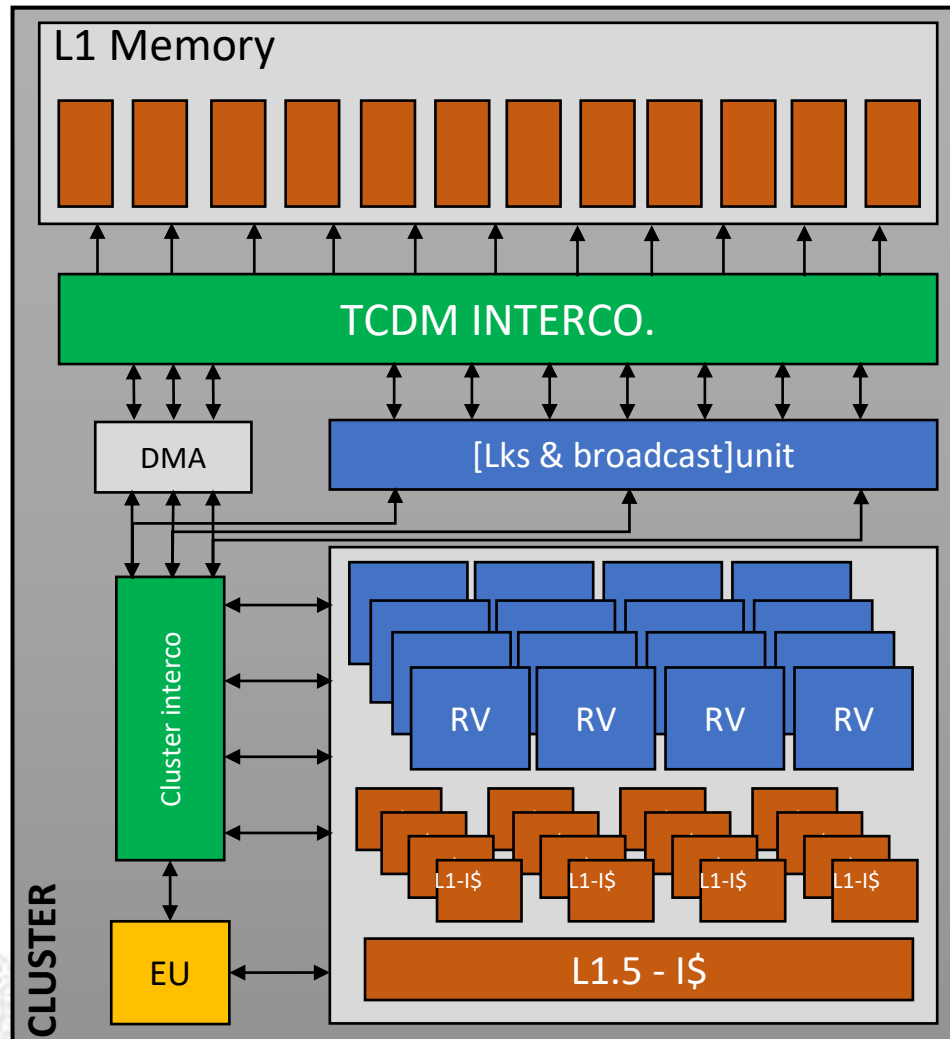 L1 Memory
TCDM INTERCO.
DMA
[Lks & broadcast]unit
Cluster interco
RV RV RV RV
L1-I$ L1-I$ L1-I$ L1-I$
L1.5 - I$
EU
CLUSTER